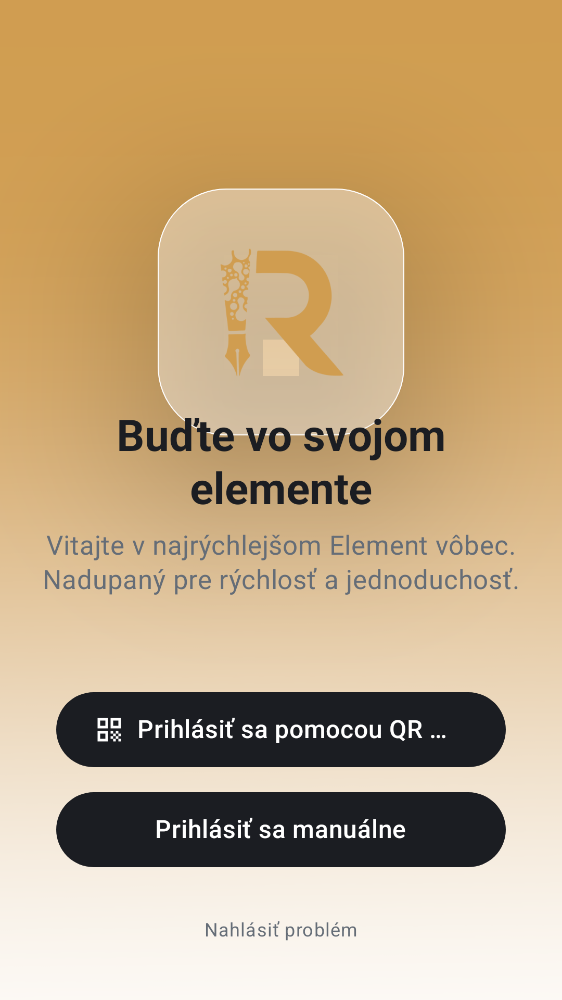 R
Buďte vo svojom
elemente
Vitajte v najrýchlejšom Element vôbec.
Nadupaný pre rýchlosť a jednoduchosť.
Prihlásiť sa pomocou QR ...
Prihlásiť sa manuálne
Nahlásiť problém